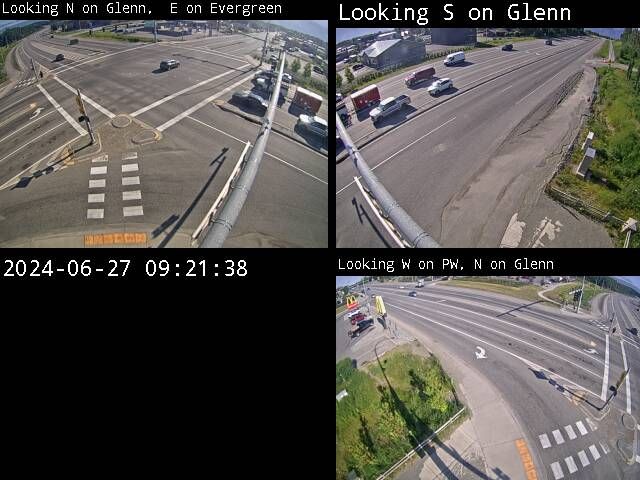 Looking N on Glenn, E on Evergreen
Looking S on Glenn
2024-06-27 09:21:38
Looking W on PW, N on Glenn